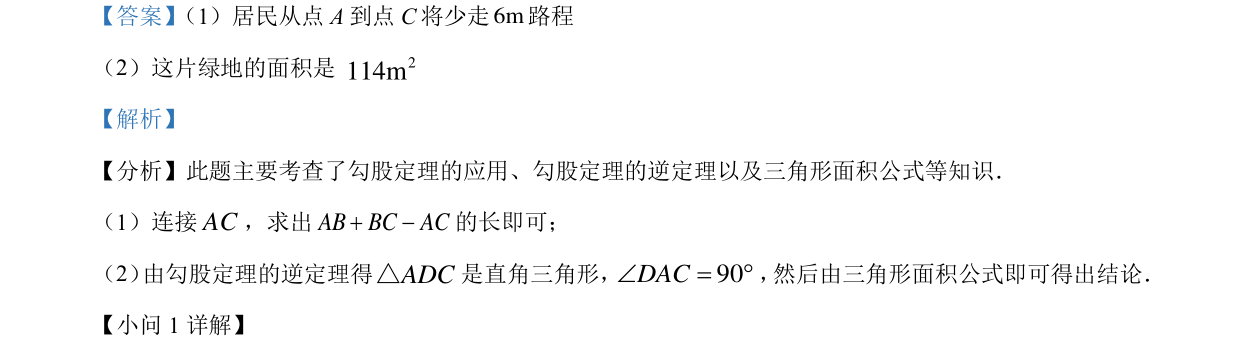 【答案】(1）居民从点 A 到点 C 将少走 6m 路程
（2）这片绿地的面积是 114m²
【解析】
【分析】此题主要考查了勾股定理的应用、勾股定理的逆定理以及三角形面积公式等知识．
（1）连接 AC ，求出 AB + BC − AC 的长即可；
（2）由勾股定理的逆定理得△ADC 是直角三角形，∠DAC = 90°，然后由三角形面积公式即可得出结论．
【小问 1 详解】